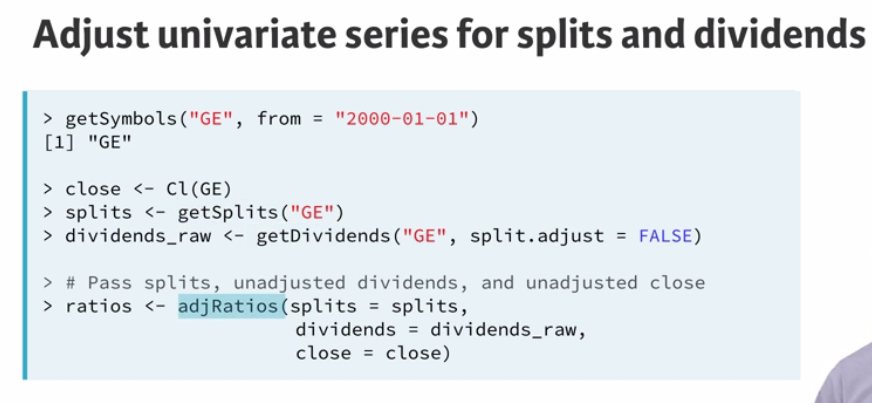 Adjust univariate series for splits and dividends
> getSymbols("GE", from = "2000-01-01")
[1] "GE"
> close <- Cl(GE)
> splits <- getSplits("GE")
> dividends_raw <- getDividends("GE", split.adjust = FALSE)
> # Pass splits, unadjusted dividends, and unadjusted close
> ratios <- adjRatios(splits = splits,
dividends = dividends_raw,
close = close)